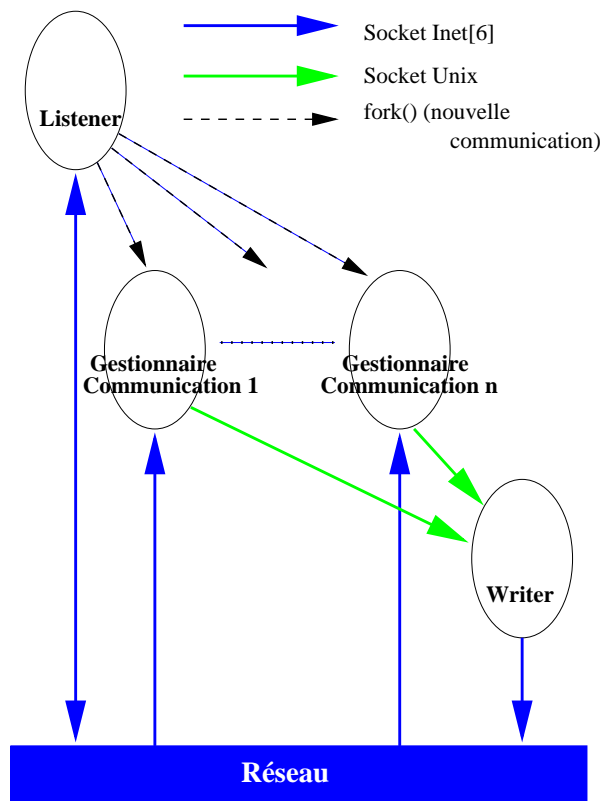 Socket Inet[6]
Socket Unix
fork() (nouvelle
communication)
Listener
Gestionnaire
Communication 1
Gestionnaire
Communication n
Writer
Réseau